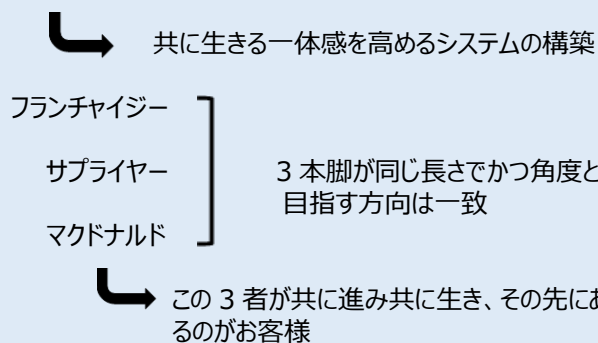 共に生きる一体感を高めるシステムの構築
フランチャイジー
サプライヤー
マクドナルド
3 本脚が同じ長さでかつ角度と
目指す方向は一致
この 3 者が共に進み共に生き、その先にあ
るのがお客様